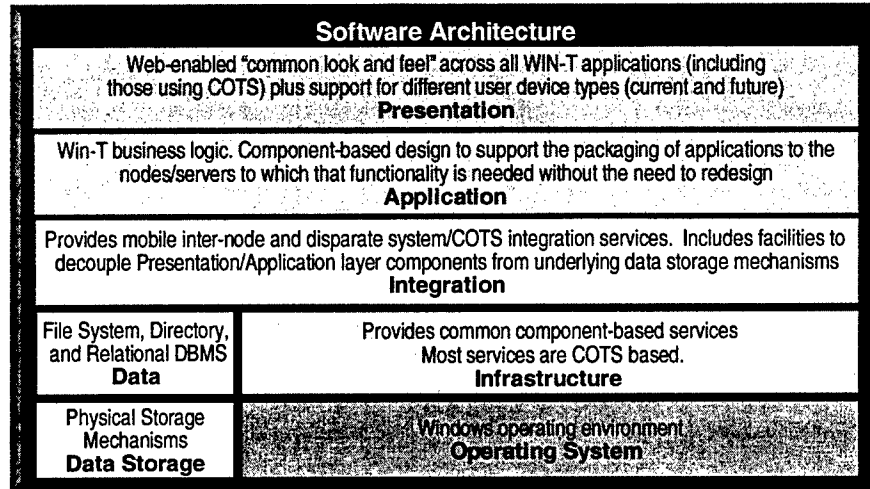 Software Architecture
Web-enabled "common look and feel" across all WIN-T applications (including
those using COTS) plus support for different user device types (current and future)
Presentation
Win-T business logic. Component-based design to support the packaging of applications to the
nodes/servers to which that functionality is needed without the need to redesign
Application
Provides mobile inter-node and disparate system/COTS integration services. Includes facilities to
decouple Presentation/Application layer components from underlying data storage mechanisms
Integration
File System, Directory,
and Relational DBMS
Data
Provides common component-based services
Most services are COTS based.
Infrastructure
Physical Storage
Mechanisms
Data Storage
Windows operating environment
Operating System